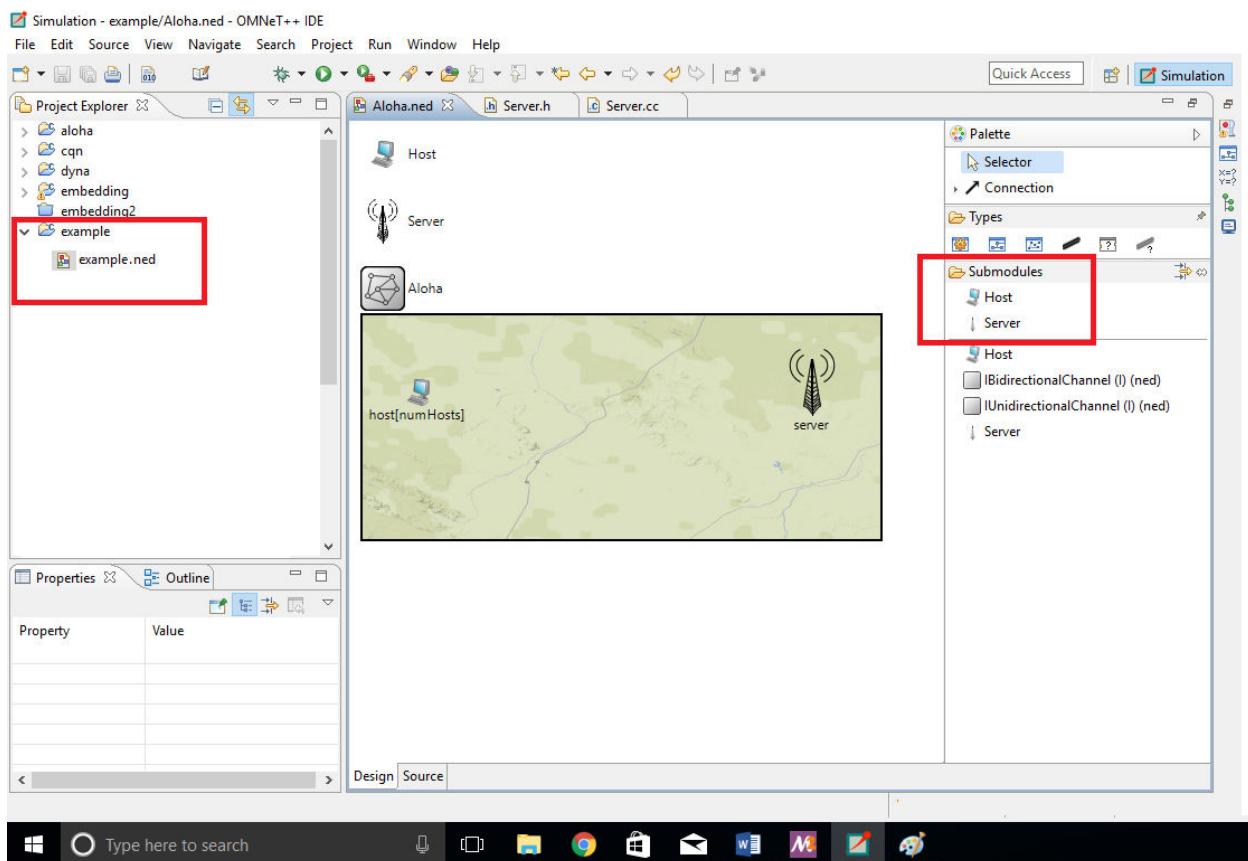 Simulation - example/Aloha.ned - OMNeT++ IDE
File Edit Source View Navigate Search Project Run Window Help
Quick Access
Simulation
Project Explorer
aloha
cqn
dyna
embedding
embedding2
example
example.ned
Aloha.ned
Server.h
Server.cc
Host
Server
Aloha
host[numHosts]
server
Palette
Selector
Connection
Types
Submodules
Host
Server
Host
IBidirectionalChannel (I) (ned)
IUnidirectionalChannel (I) (ned)
Server
Properties
Outline
Property Value
Design Source
Type here to search